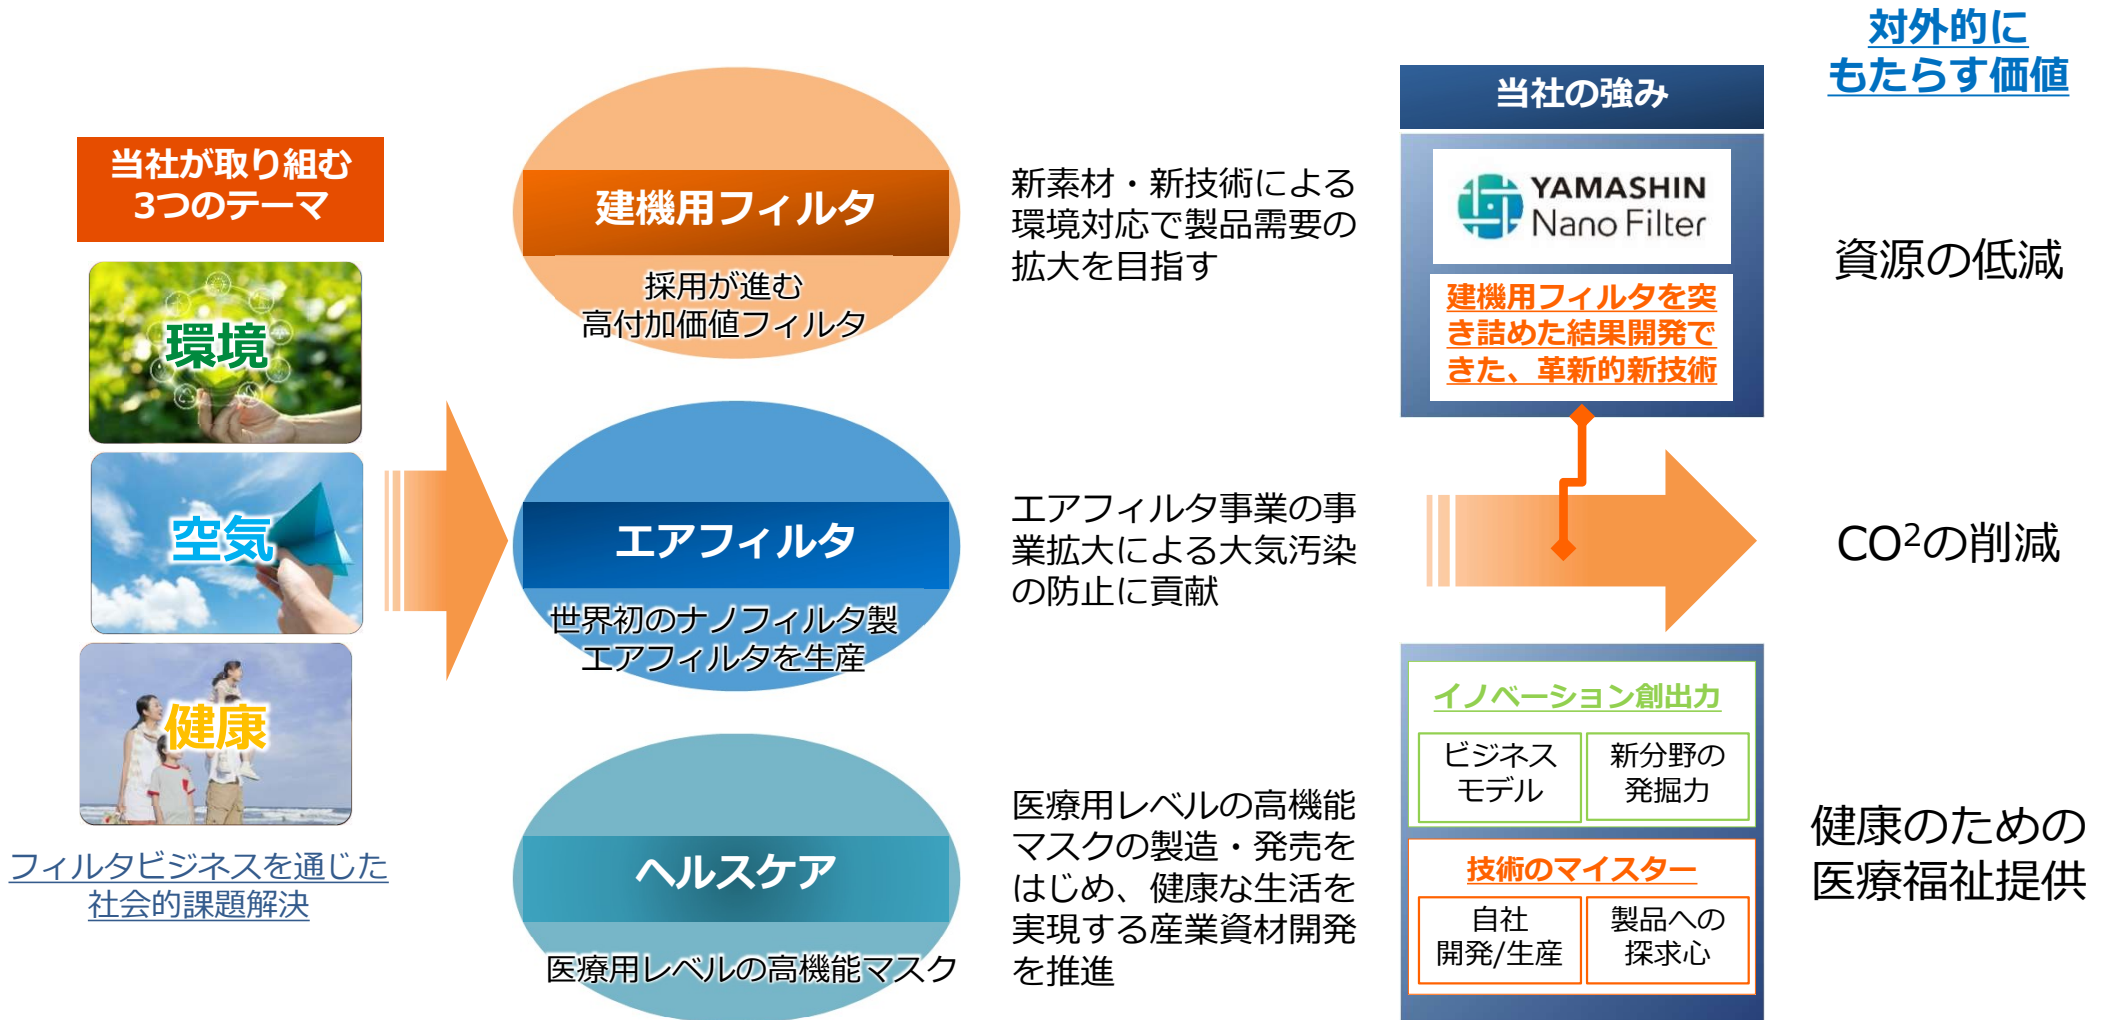 当社が取り組む
3つのテーマ
環境
空気
健康
フィルタビジネスを通じた
社会的課題解決
建機用フィルタ
採用が進む
高付加価値フィルタ
エアフィルタ
世界初のナノフィルタ製
エアフィルタを生産
ヘルスケア
医療用レベルの高機能マスク
新素材・新技術による
環境対応で製品需要の
拡大を目指す
エアフィルタ事業の事
業拡大による大気汚染
の防止に貢献
医療用レベルの高機能
マスクの製造・発売を
はじめ、健康な生活を
実現する産業資材開発
を推進
当社の強み
YAMASHIN
Nano Filter
建機用フィルタを突
き詰めた結果開発で
きた、革新的新技術
イノベーション創出力
ビジネス
モデル
新分野の
発掘力
技術のマイスター
自社
開発/生産
製品への
探求心
対外的に
もたらす価値
資源の低減
CO²の削減
健康のための
医療福祉提供